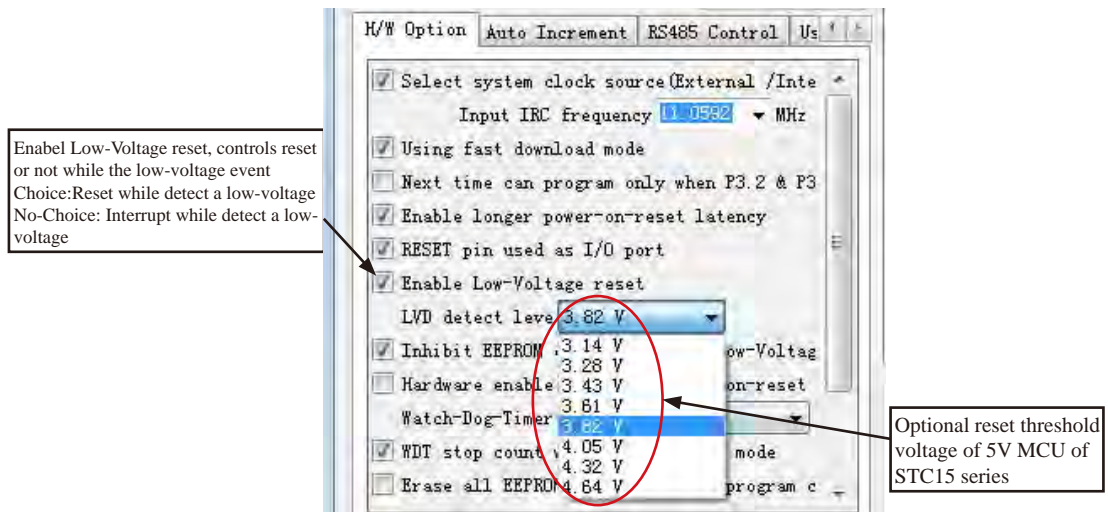 H/W Option Auto Increment RS485 Control Us
Select system clock source(External /Inte
Input IRC frequency 11.0592 MHz
Using fast download mode
Next time can program only when P3.2 & P3
Enable longer power-on-reset latency
RESET pin used as I/O port
Enable Low-Voltage reset
LVD detect leve 3.82 V
Inhibit EEPROM 3.14 V ow-Voltag
3.28 V
Hardware enable 3.43 V on-reset
3.61 V
Watch-Dog-Timer 3.82 V
WDT stop count 4.05 V mode
4.32 V
Erase all EEPRO 4.64 V program c
Enabel Low-Voltage reset, controls reset
or not while the low-voltage event
Choice:Reset while detect a low-voltage
No-Choice: Interrupt while detect a low-
voltage
Optional reset threshold
voltage of 5V MCU of
STC15 series